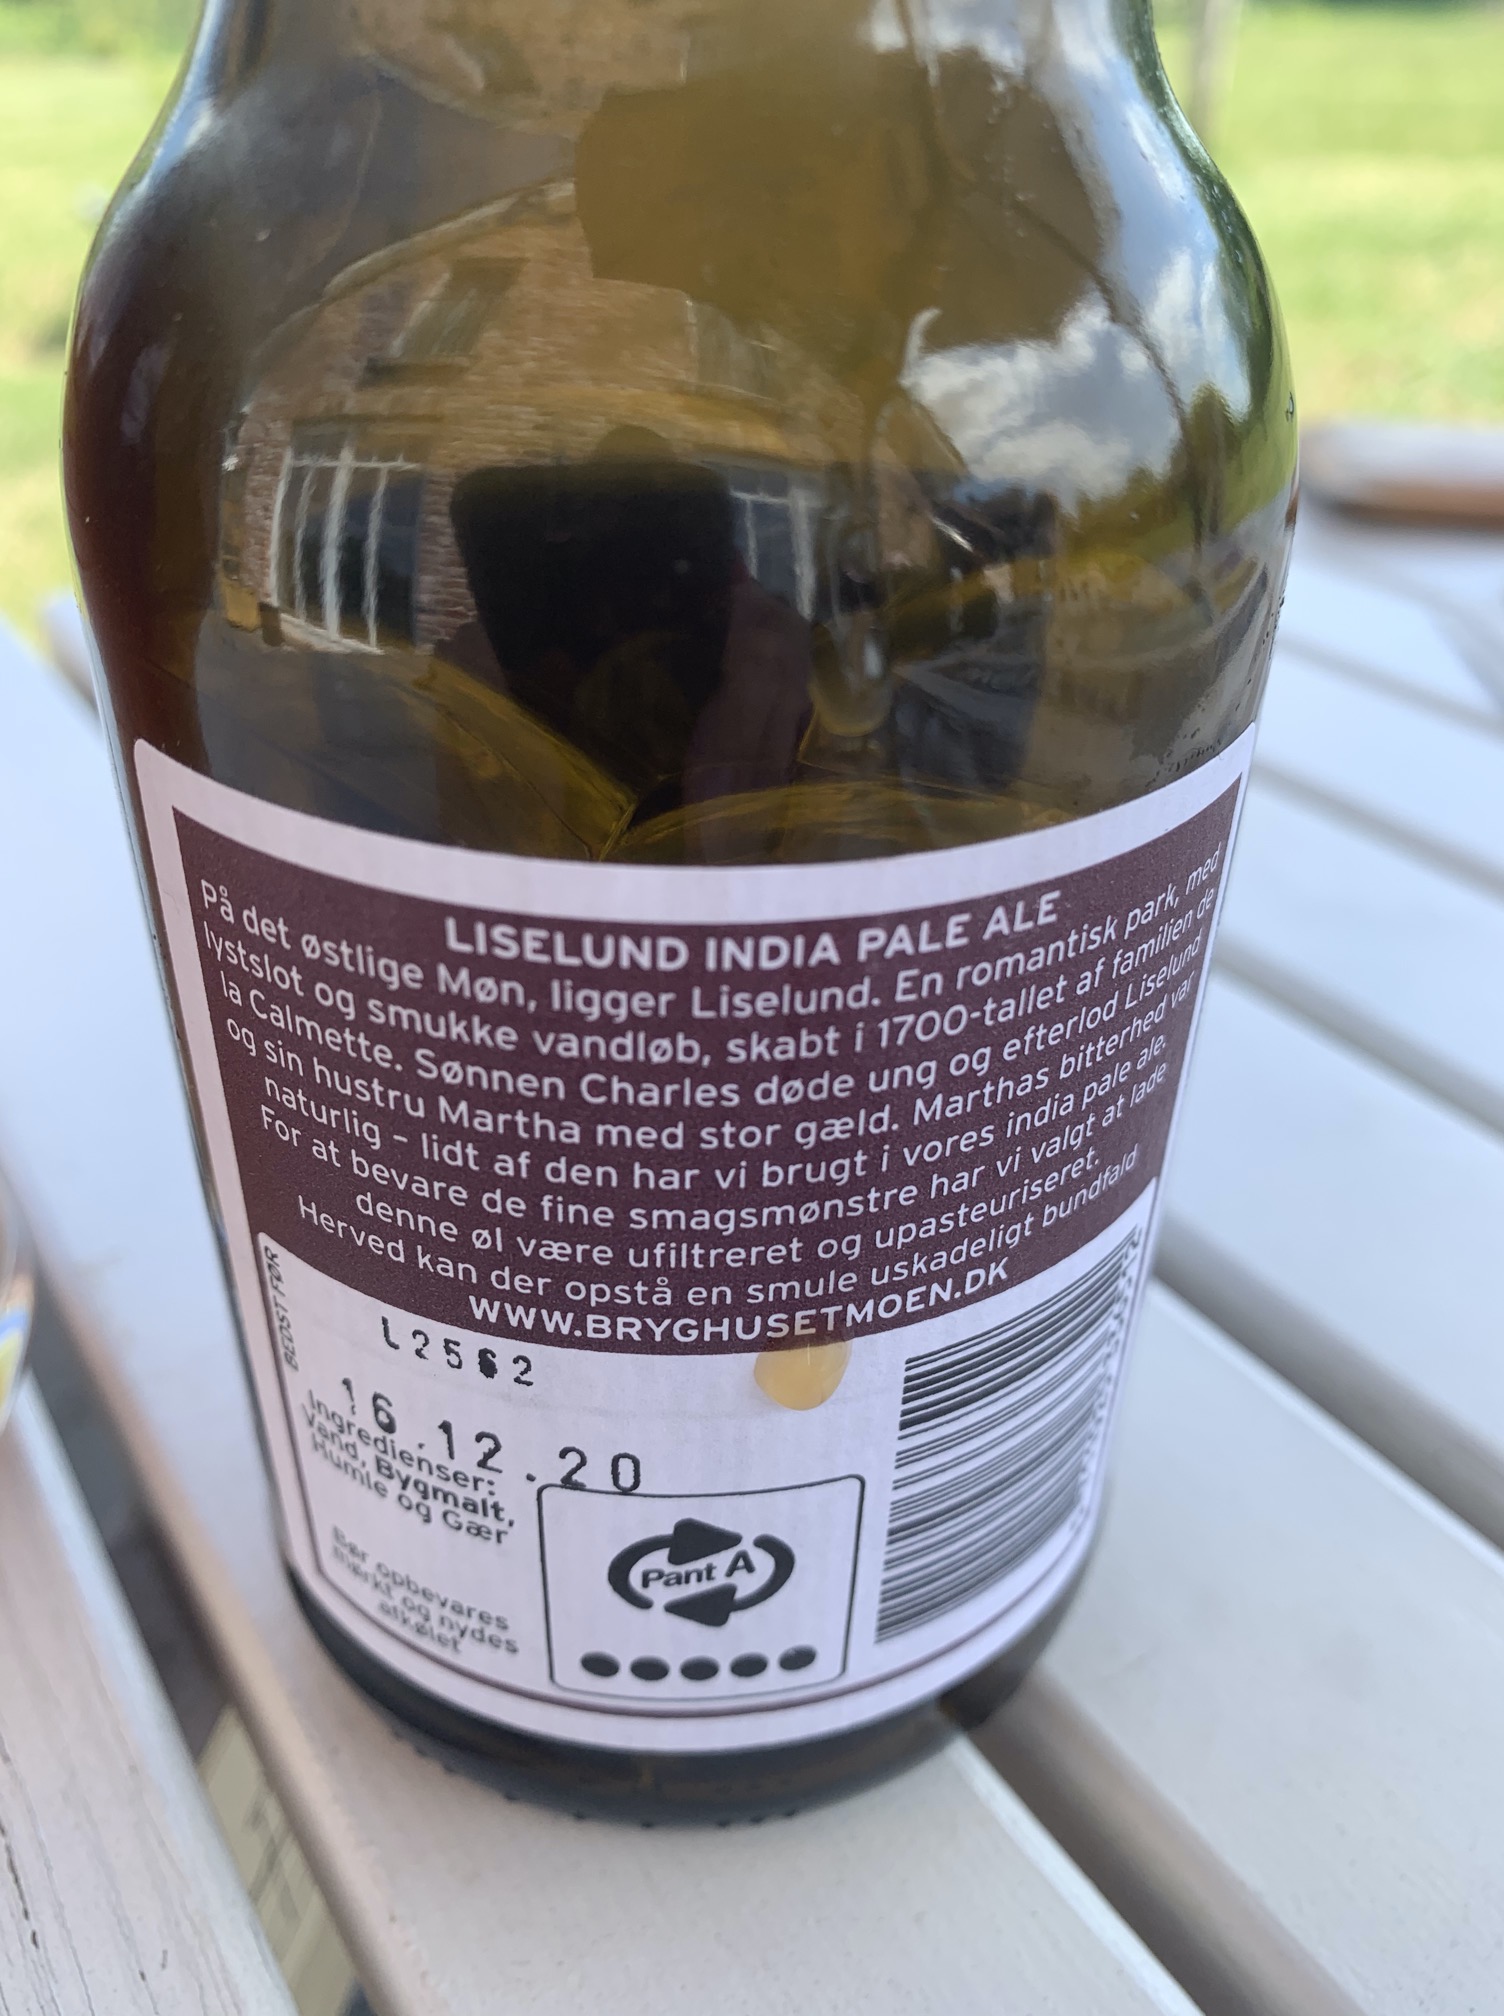 LISELUND INDIA PALE ALE
På det østlige Møn, ligger Liselund. En romantisk park, med
lystslot og smukke vandløb, skabt i 1700-tallet af familien de
la Calmette. Sønnen Charles døde ung og efterlod Liselund
og sin hustru Martha med stor gæld. Marthas bitterhed var
naturlig - lidt af den har vi brugt i vores india pale ale.
For at bevare de fine smagsmønstre har vi valgt at lade
denne øl være ufiltreret og upasteuriseret.
Herved kan der opstå en smule uskadeligt bundfald
WWW.BRYGHUSETMOEN.DK
BEDST FØR
L2562
16.12.20
Ingredienser:
Vand, Bygmalt,
Humle og Gær
Bør opbevares
mørkt og nydes
afkølet
Pant A